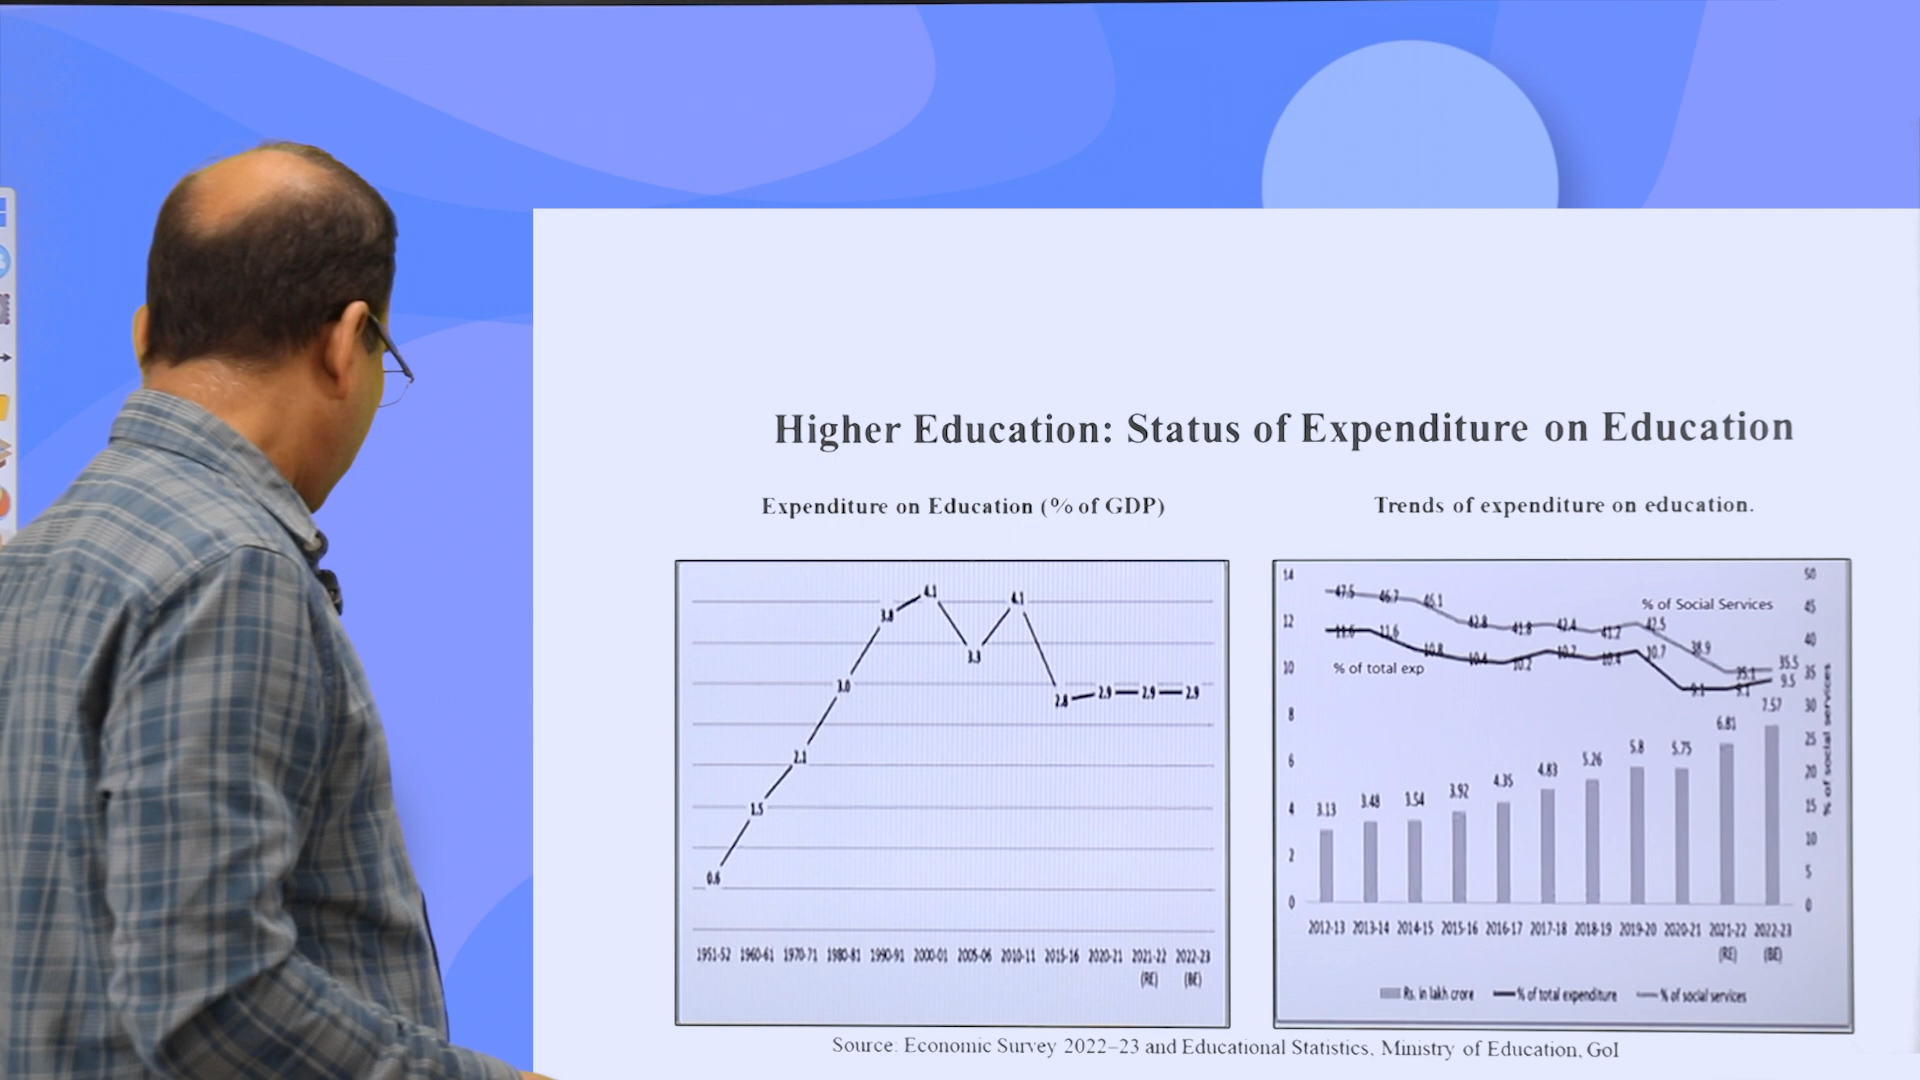 Higher Education: Status of Expenditure on Education
Expenditure on Education (% of GDP)
0.6
1.5
2.1
3.0
3.8
4.1
3.3
4.1
2.8
2.9
2.9
2.9
1951-52 1960-61 1970-71 1980-81 1990-91 2000-01 2005-06 2010-11 2015-16 2020-21 2021-22 2022-23
(RE) (BE)
Trends of expenditure on education.
14
12
10
8
6
4
2
0
50
45
40
35
30
25
20
15
10
5
0
% of social services
47.5 46.7 45.1 42.8 41.8 42.4 41.2 42.5 38.9 35.1 35.5
% of Social Services
11.6 11.6 10.8 10.4 10.2 10.7 10.4 10.7 9.1 9.1 9.5
% of total exp
3.13 3.48 3.54 3.92 4.35 4.83 5.26 5.8 5.75 6.81 7.57
2012-13 2013-14 2014-15 2015-16 2016-17 2017-18 2018-19 2019-20 2020-21 2021-22 2022-23
(RE) (BE)
Rs. in lakh crore % of total expenditure % of social services
Source: Economic Survey 2022–23 and Educational Statistics, Ministry of Education, GoI